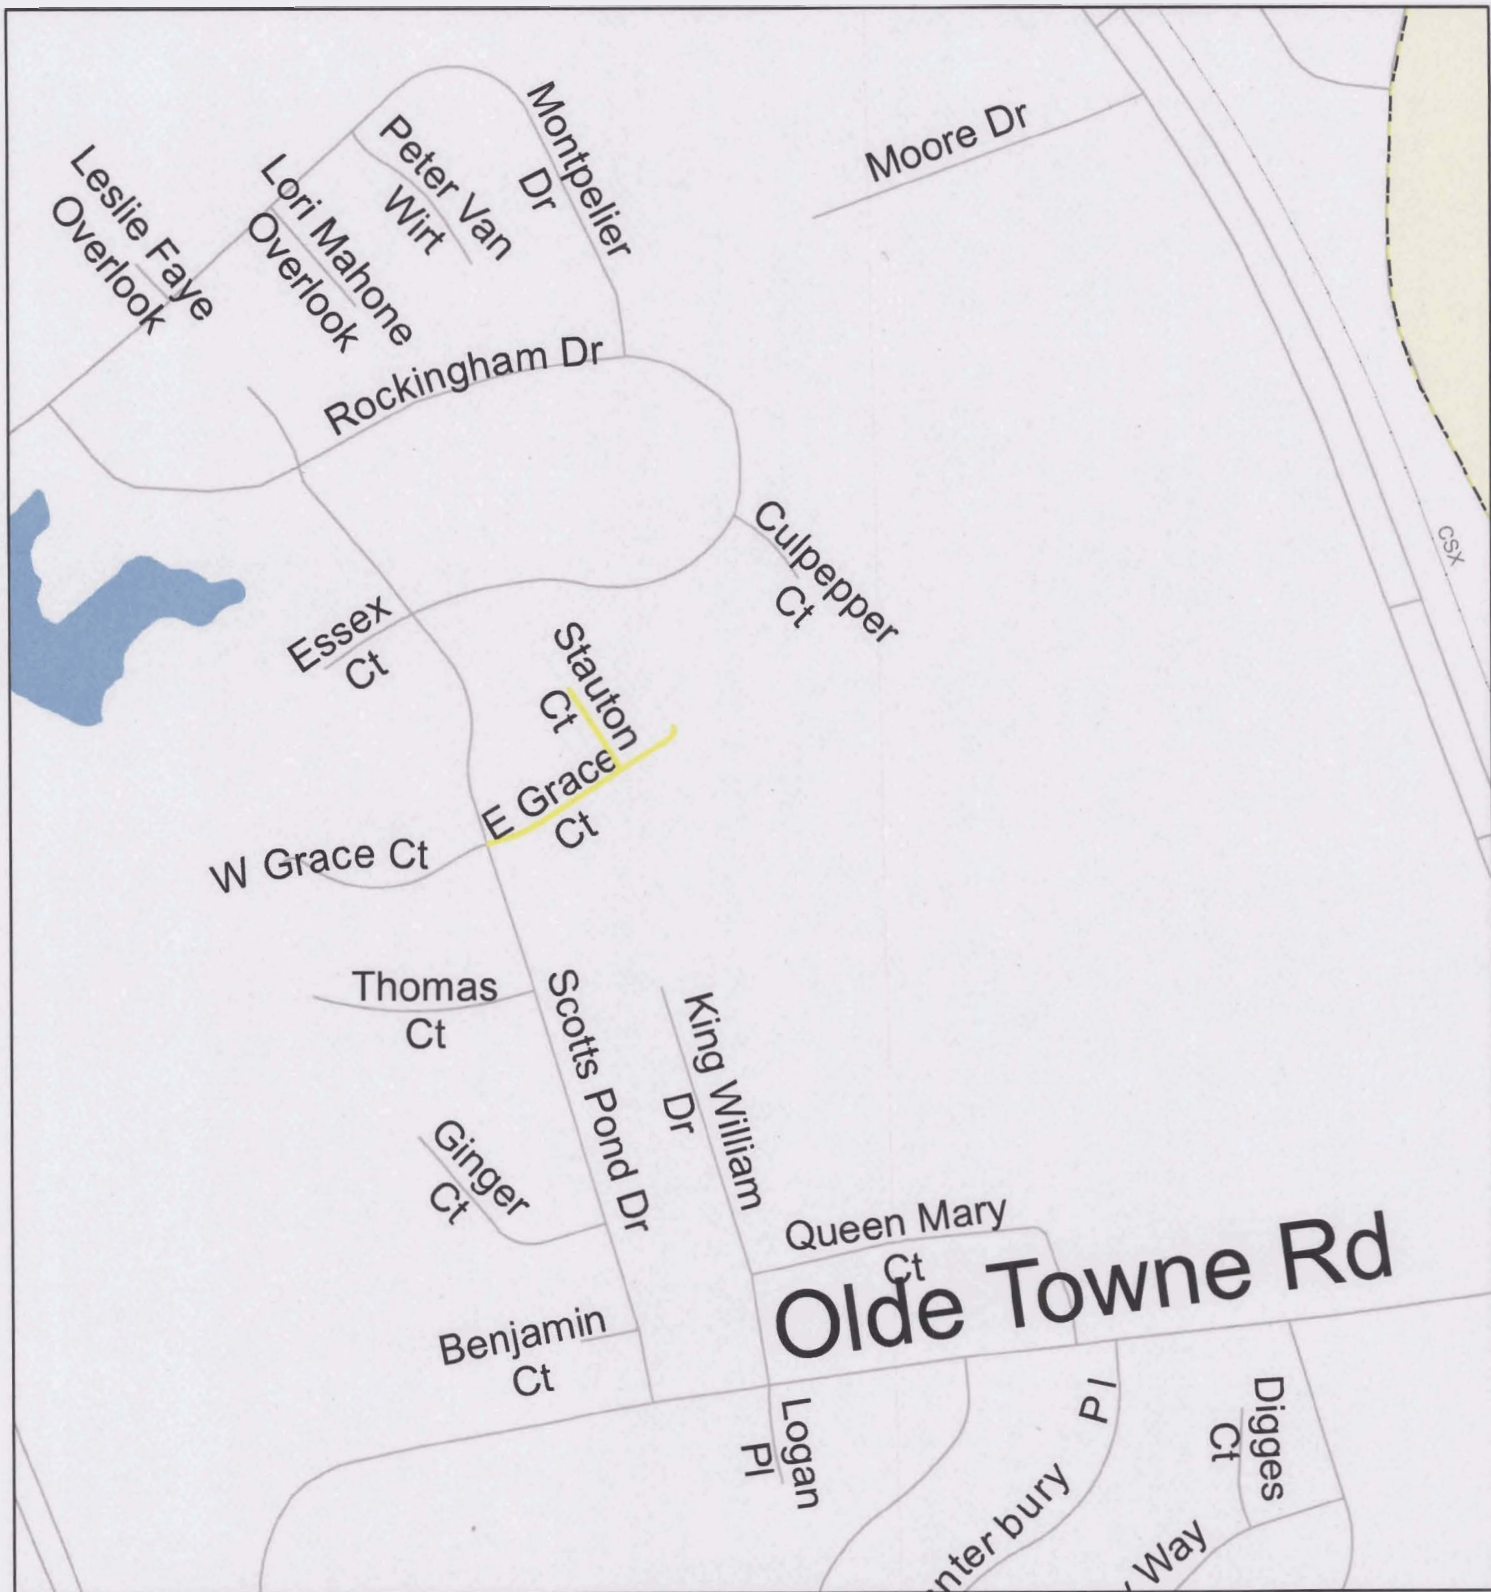 Montpelier
Dr
Moore Dr
Peter Van
Wirt
Lori Mahone
Overlook
Leslie Faye
Overlook
Rockingham Dr
CSX
Culpepper
Ct
Essex
Ct
Stauton
Ct
E Grace
Ct
W Grace Ct
Thomas
Ct
Scotts Pond Dr
King William
Dr
Ginger
Ct
Queen Mary
Ct
Olde Towne Rd
Benjamin
Ct
Logan
Pl
Pl
Digges
Ct
nter bury
Way